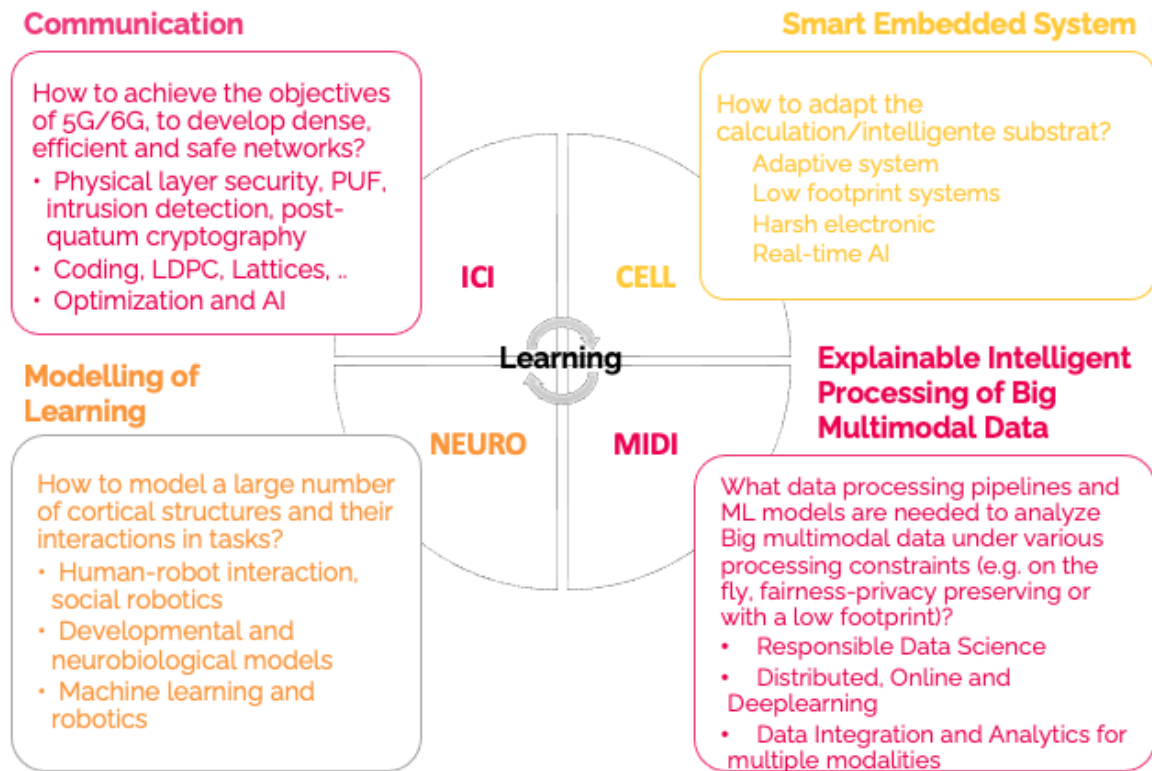 Communication
How to achieve the objectives
of 5G/6G, to develop dense,
efficient and safe networks?
• Physical layer security, PUF,
intrusion detection, post-
quatum cryptography
• Coding, LDPC, Lattices, ..
• Optimization and AI
Smart Embedded System
How to adapt the
calculation/intelligente substrat?
Adaptive system
Low footprint systems
Harsh electronic
Real-time AI
ICI
CELL
Learning
NEURO
MIDI
Modelling of
Learning
How to model a large number
of cortical structures and their
interactions in tasks?
• Human-robot interaction,
social robotics
• Developmental and
neurobiological models
• Machine learning and
robotics
Explainable Intelligent
Processing of Big
Multimodal Data
What data processing pipelines and
ML models are needed to analyze
Big multimodal data under various
processing constraints (e.g. on the
fly, fairness-privacy preserving or
with a low footprint)?
• Responsible Data Science
• Distributed, Online and
Deeplearning
• Data Integration and Analytics for
multiple modalities